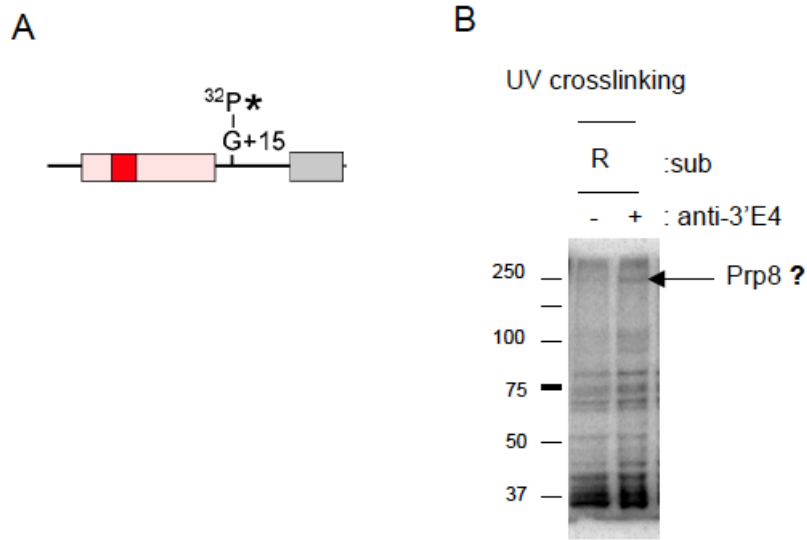 A
32P*
G+15
B
UV crosslinking
R :sub
- + : anti-3'E4
250
Prp8 ?
100
75
50
37